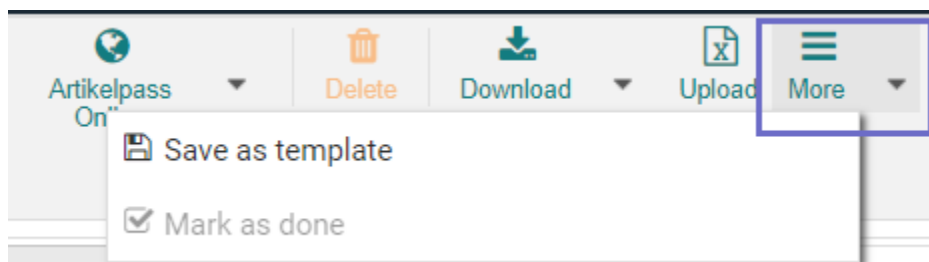 Artikelpass
Delete
Download
Upload
More
Save as template
Mark as done